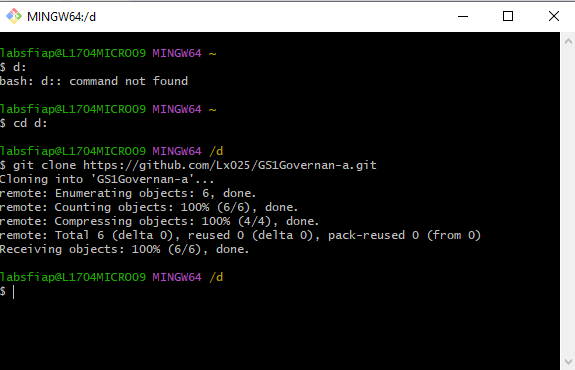 MINGW64:/d
labsfiap@L1704MICRO09 MINGW64 ~
$ d:
bash: d:: command not found
labsfiap@L1704MICRO09 MINGW64 ~
$ cd d:
labsfiap@L1704MICRO09 MINGW64 /d
$ git clone https://github.com/Lx025/GS1Governan-a.git
Cloning into 'GS1Governan-a'...
remote: Enumerating objects: 6, done.
remote: Counting objects: 100% (6/6), done.
remote: Compressing objects: 100% (4/4), done.
remote: Total 6 (delta 0), reused 0 (delta 0), pack-reused 0 (from 0)
Receiving objects: 100% (6/6), done.
labsfiap@L1704MICRO09 MINGW64 /d
$